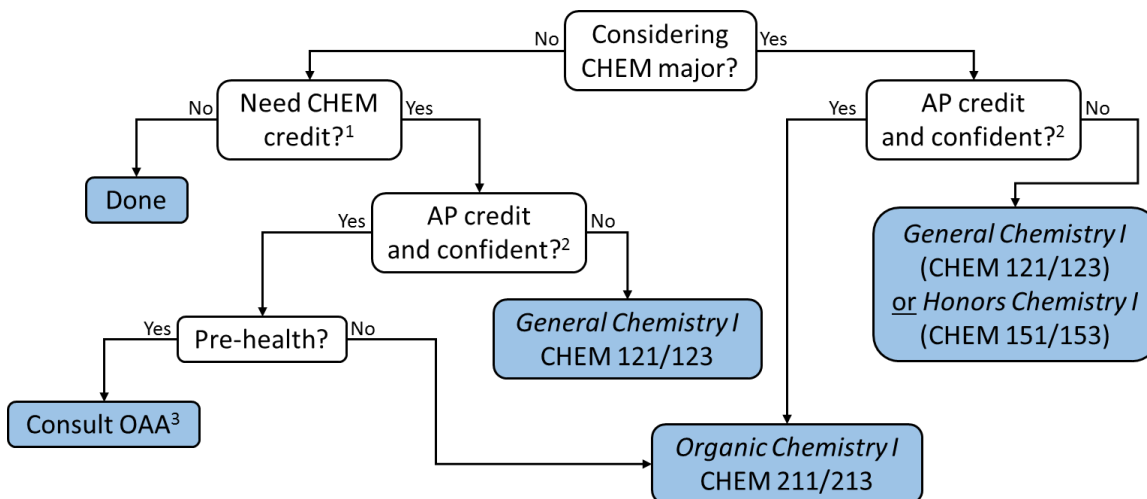 Considering
CHEM major?
No
Yes
Need CHEM
credit?¹
No
Yes
AP credit
and confident?²
Yes
No
Done
AP credit
and confident?²
Yes
No
General Chemistry I
(CHEM 121/123)
or Honors Chemistry I
(CHEM 151/153)
General Chemistry I
CHEM 121/123
Pre-health?
Yes
No
Consult OAA³
Organic Chemistry I
CHEM 211/213